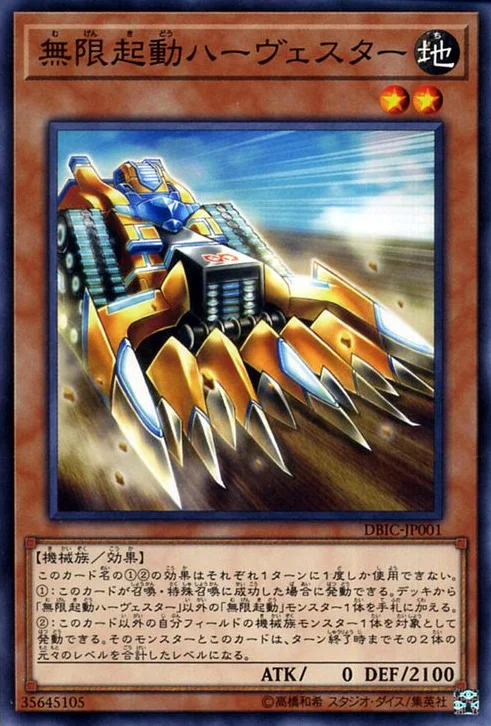 無限起動ハーヴェスター 地
DBIC-JP001
【機械族／効果】
このカード名の①②の効果はそれぞれ1ターンに1度しか使用できない。
①：このカードが召喚・特殊召喚に成功した場合に発動できる。デッキから
「無限起動ハーヴェスター」以外の「無限起動」モンスター1体を手札に加える。
②：このカード以外の自分フィールドの機械族モンスター1体を対象として
発動できる。そのモンスターとこのカードは、ターン終了時までその2体の
元々のレベルを合計したレベルになる。
ATK/ 0 DEF/2100
35645105 ©高橋和希 スタジオ・ダイス/集英社